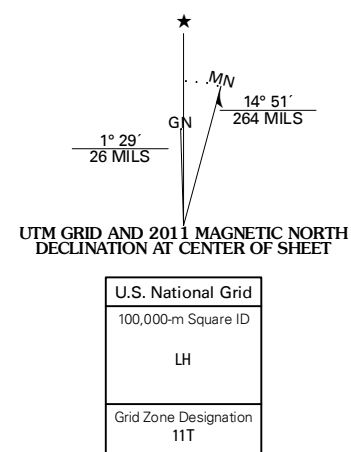 ★
MN
GN
1° 29´
26 MILS
14° 51´
264 MILS
UTM GRID AND 2011 MAGNETIC NORTH
DECLINATION AT CENTER OF SHEET
U.S. National Grid
100,000-m Square ID
LH
Grid Zone Designation
11T